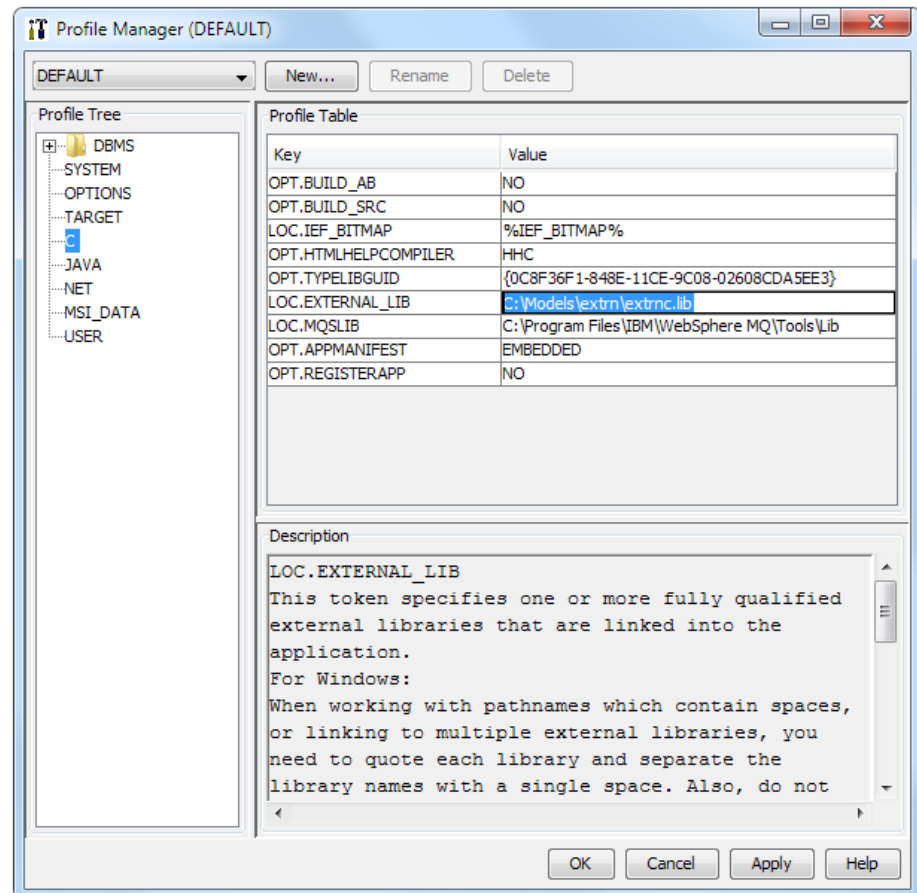 Profile Manager (DEFAULT)
DEFAULT
New...
Rename
Delete
Profile Tree
DBMS
SYSTEM
OPTIONS
TARGET
C
JAVA
.NET
MSI_DATA
USER
Profile Table
Key Value
OPT.BUILD_AB NO
OPT.BUILD_SRC NO
LOC.IEF_BITMAP %IEF_BITMAP%
OPT.HTMLHELPCOMPILER HHC
OPT.TYPELIBGUID {0C8F36F1-848E-11CE-9C08-02608CDA5EE3}
LOC.EXTERNAL_LIB C:\Models\extrn\extrnc.lib
LOC.MQSLIB C:\Program Files\IBM\WebSphere MQ\Tools\Lib
OPT.APPMANIFEST EMBEDDED
OPT.REGISTERAPP NO
Description
LOC.EXTERNAL_LIB
This token specifies one or more fully qualified
external libraries that are linked into the
application.
For Windows:
When working with pathnames which contain spaces,
or linking to multiple external libraries, you
need to quote each library and separate the
library names with a single space. Also, do not
OK
Cancel
Apply
Help